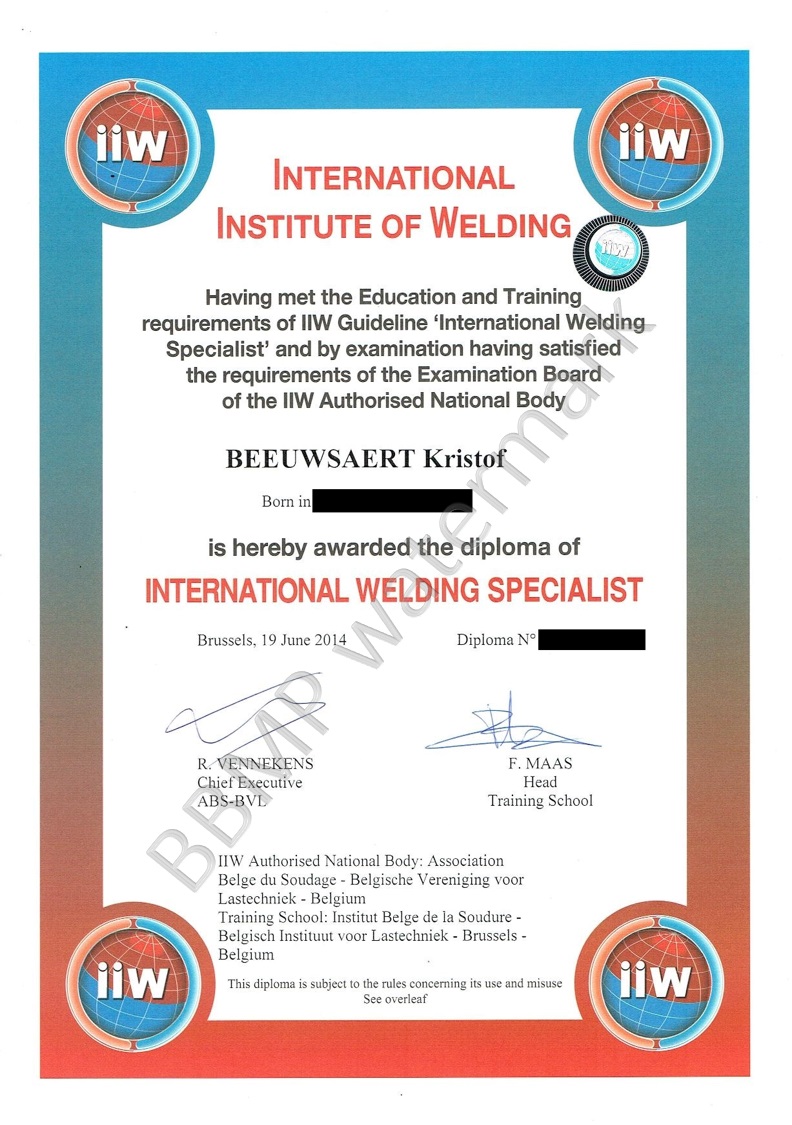 iiw
iiw
INTERNATIONAL
INSTITUTE OF WELDING
iiw
Having met the Education and Training
requirements of IIW Guideline ‘International Welding
Specialist’ and by examination having satisfied
the requirements of the Examination Board
of the IIW Authorised National Body
BEEUWSAERT Kristof
Born in
is hereby awarded the diploma of
INTERNATIONAL WELDING SPECIALIST
Brussels, 19 June 2014
Diploma N°
BBMP watermark
R. VENNEKENS
Chief Executive
ABS-BVL
F. MAAS
Head
Training School
IIW Authorised National Body: Association
Belge du Soudage - Belgische Vereniging voor
Lastechniek - Belgium
Training School: Institut Belge de la Soudure -
Belgisch Instituut voor Lastechniek - Brussels -
Belgium
This diploma is subject to the rules concerning its use and misuse
See overleaf
iiw
iiw